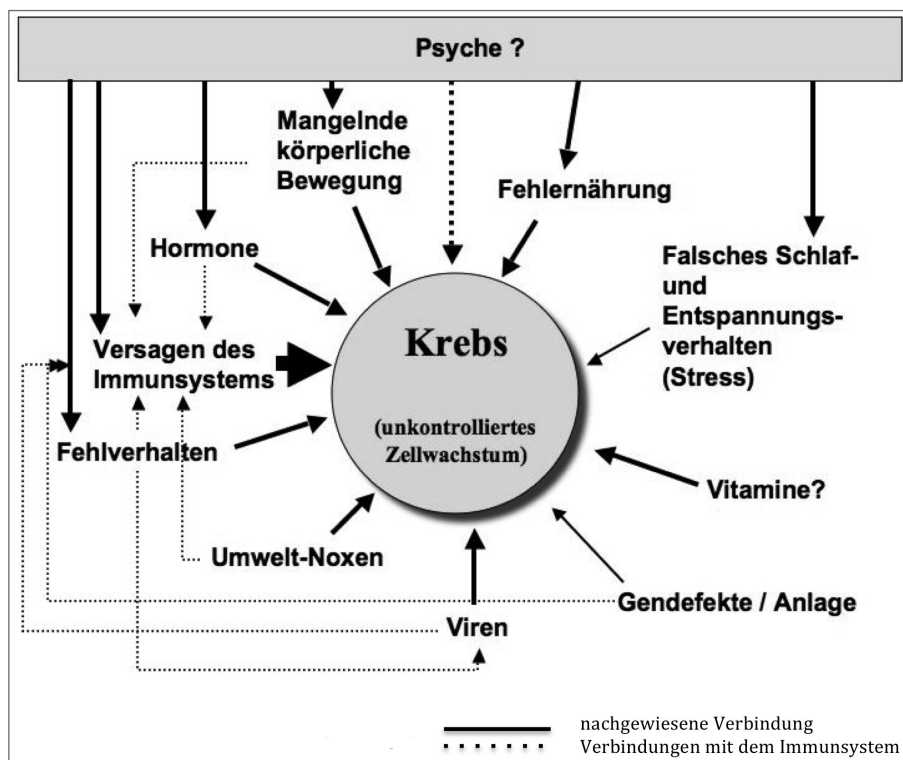 Psyche ?
Mangelnde
körperliche
Bewegung
Fehlernährung
Hormone
Falsches Schlaf-
und
Entspannungs-
verhalten
(Stress)
Krebs
(unkontrolliertes
Zellwachstum)
Versagen des
Immunsystems
Fehlverhalten
Vitamine?
Umwelt-Noxen
Gendefekte / Anlage
Viren
nachgewiesene Verbindung
Verbindungen mit dem Immunsystem